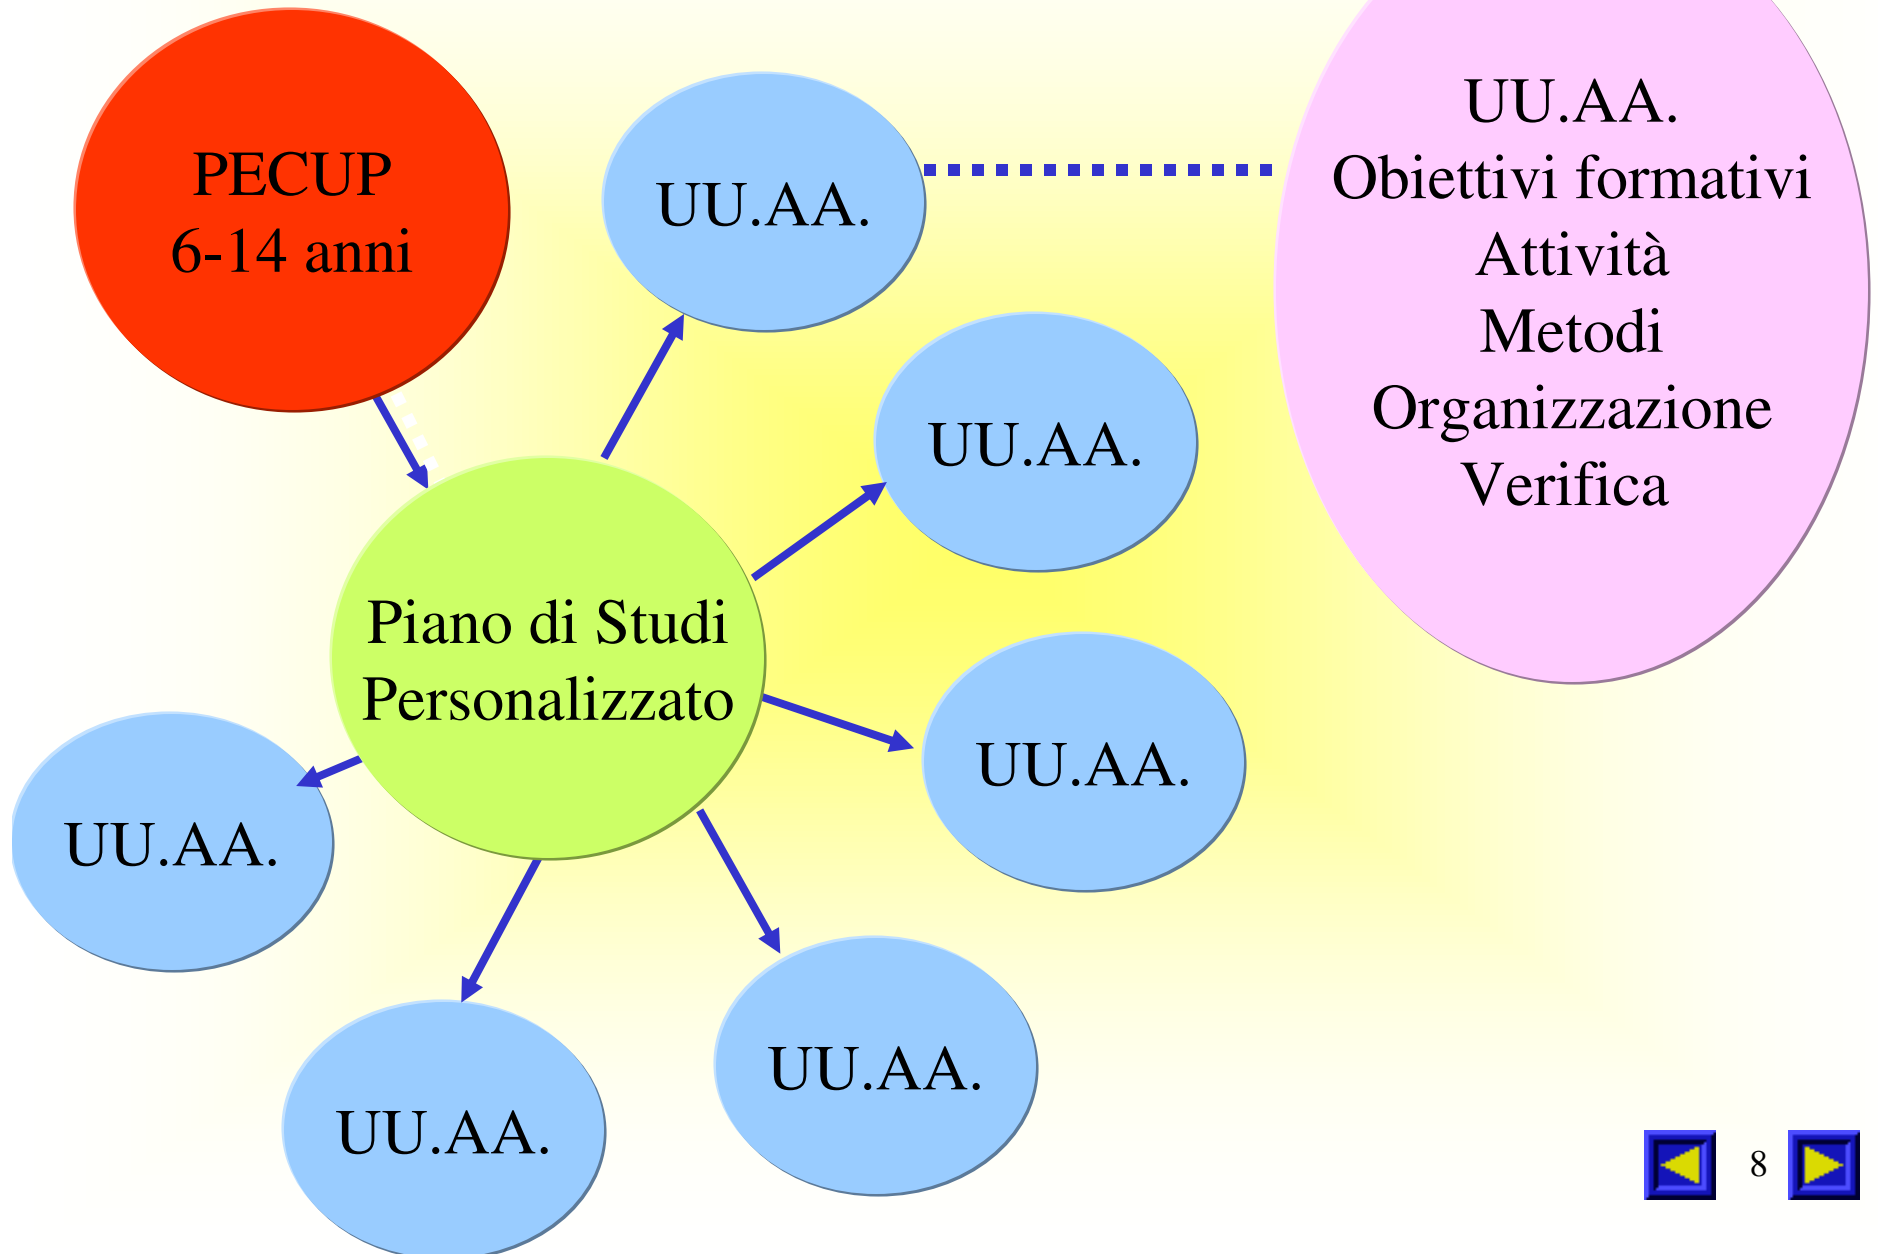 PECUP
6-14 anni
UU.AA.
UU.AA.
Obiettivi formativi
Attività
Metodi
Organizzazione
Verifica
UU.AA.
Piano di Studi
Personalizzato
UU.AA.
UU.AA.
UU.AA.
UU.AA.
8